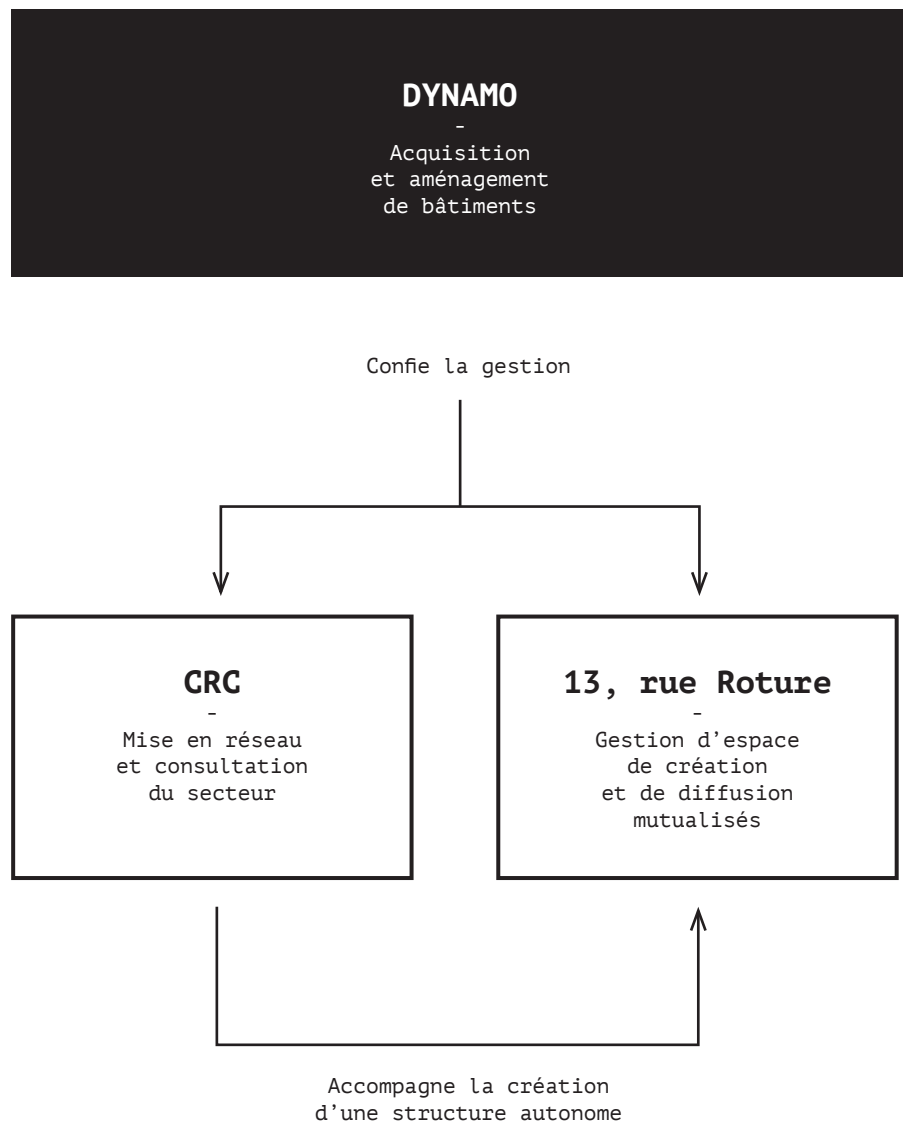 DYNAMO
-
Acquisition
et aménagement
de bâtiments
Confie la gestion
CRC
-
Mise en réseau
et consultation
du secteur
13, rue Roture
-
Gestion d’espace
de création
et de diffusion
mutualisés
Accompagne la création
d’une structure autonome